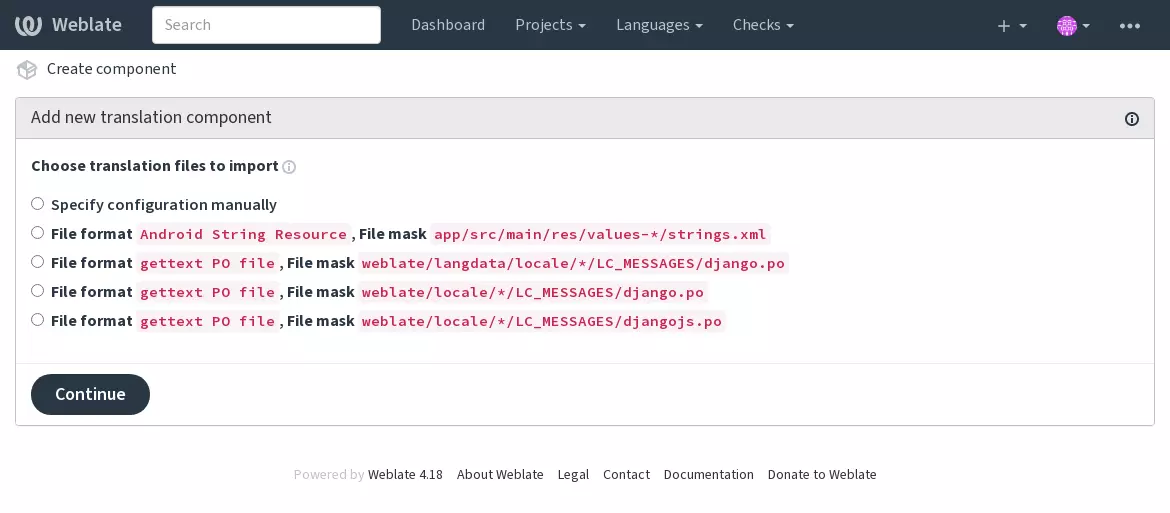 Weblate Search Dashboard Projects Languages Checks
Create component
Add new translation component
Choose translation files to import
Specify configuration manually
File format Android String Resource, File mask app/src/main/res/values-*/strings.xml
File format gettext PO file, File mask weblate/langdata/locale/*/LC_MESSAGES/django.po
File format gettext PO file, File mask weblate/locale/*/LC_MESSAGES/django.po
File format gettext PO file, File mask weblate/locale/*/LC_MESSAGES/djangojs.po
Continue
Powered by Weblate 4.18 About Weblate Legal Contact Documentation Donate to Weblate